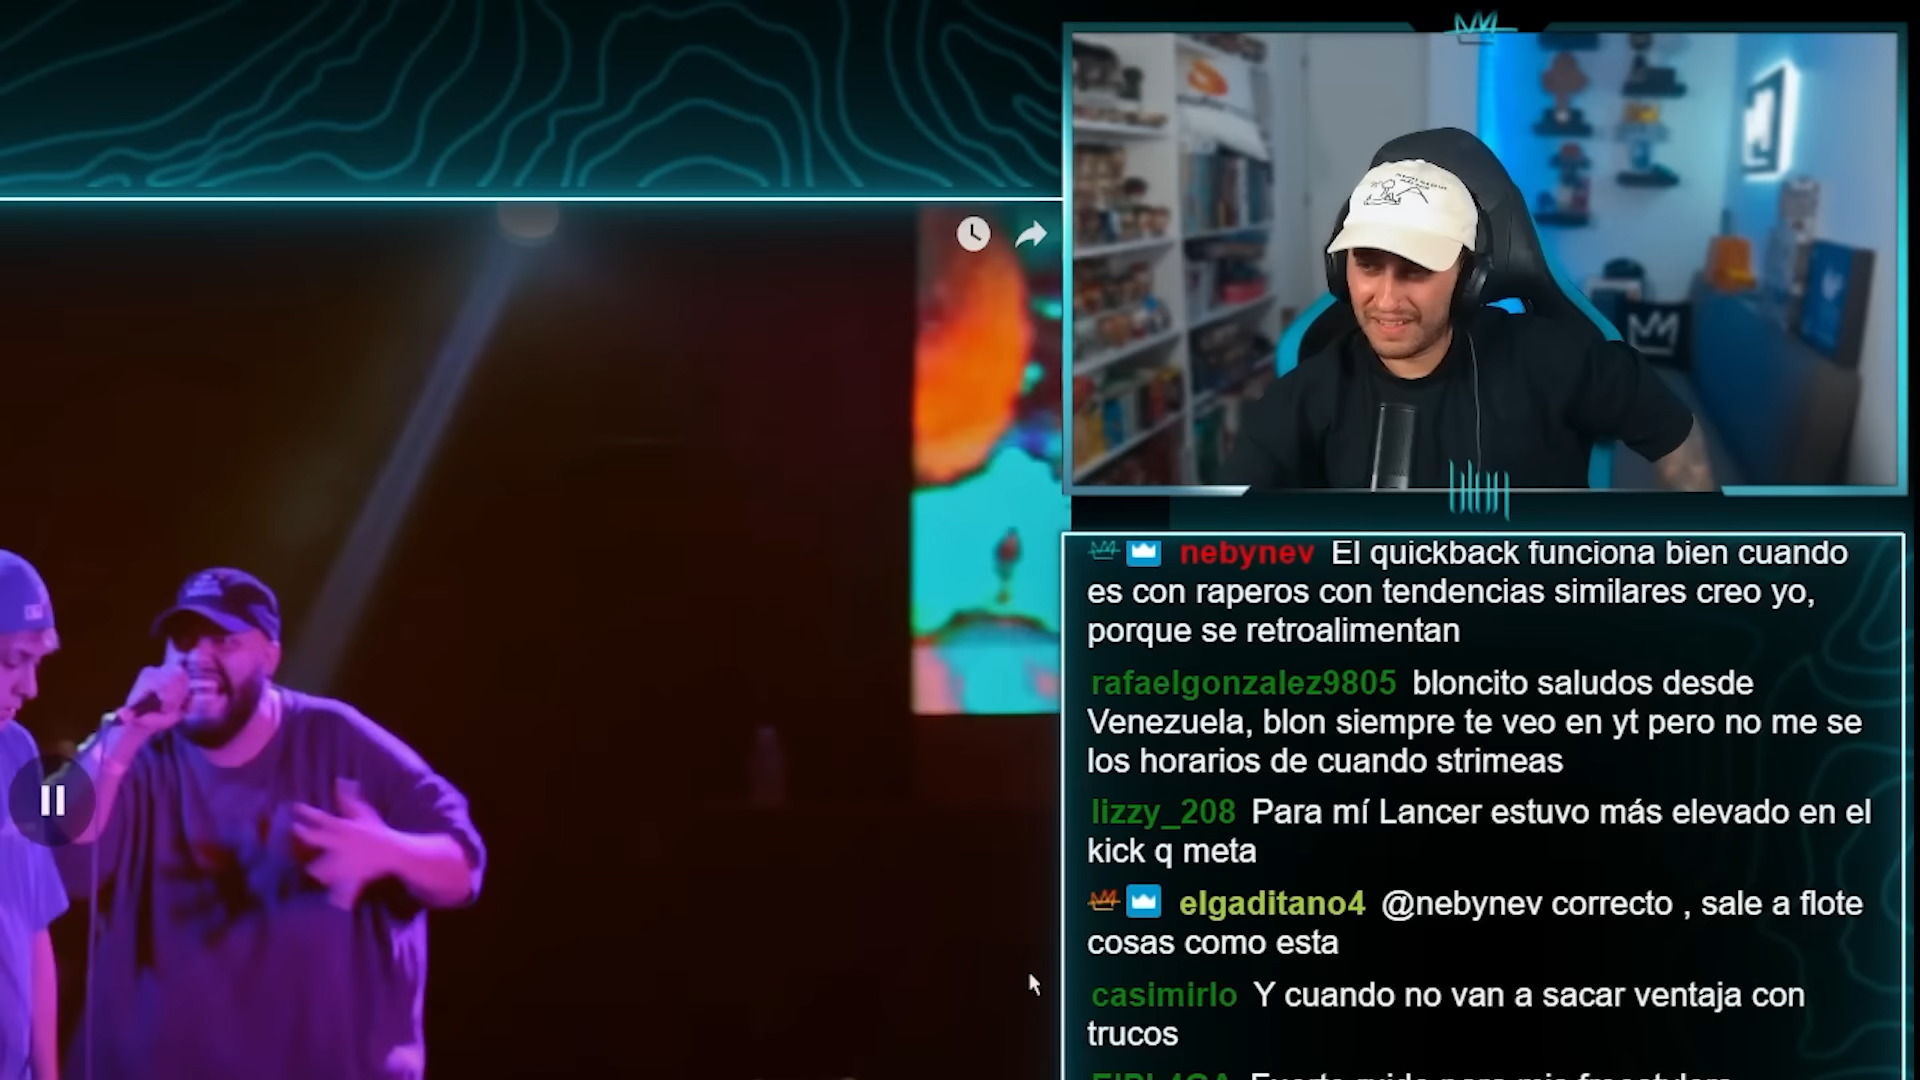 blon
nebynev El quickback funciona bien cuando
es con raperos con tendencias similares creo yo,
porque se retroalimentan
rafaelgonzalez9805 bloncito saludos desde
Venezuela, blon siempre te veo en yt pero no me se
los horarios de cuando strimeas
lizzy_208 Para mí Lancer estuvo más elevado en el
kick q meta
elgaditano4 @nebynev correcto , sale a flote
cosas como esta
casimirlo Y cuando no van a sacar ventaja con
trucos